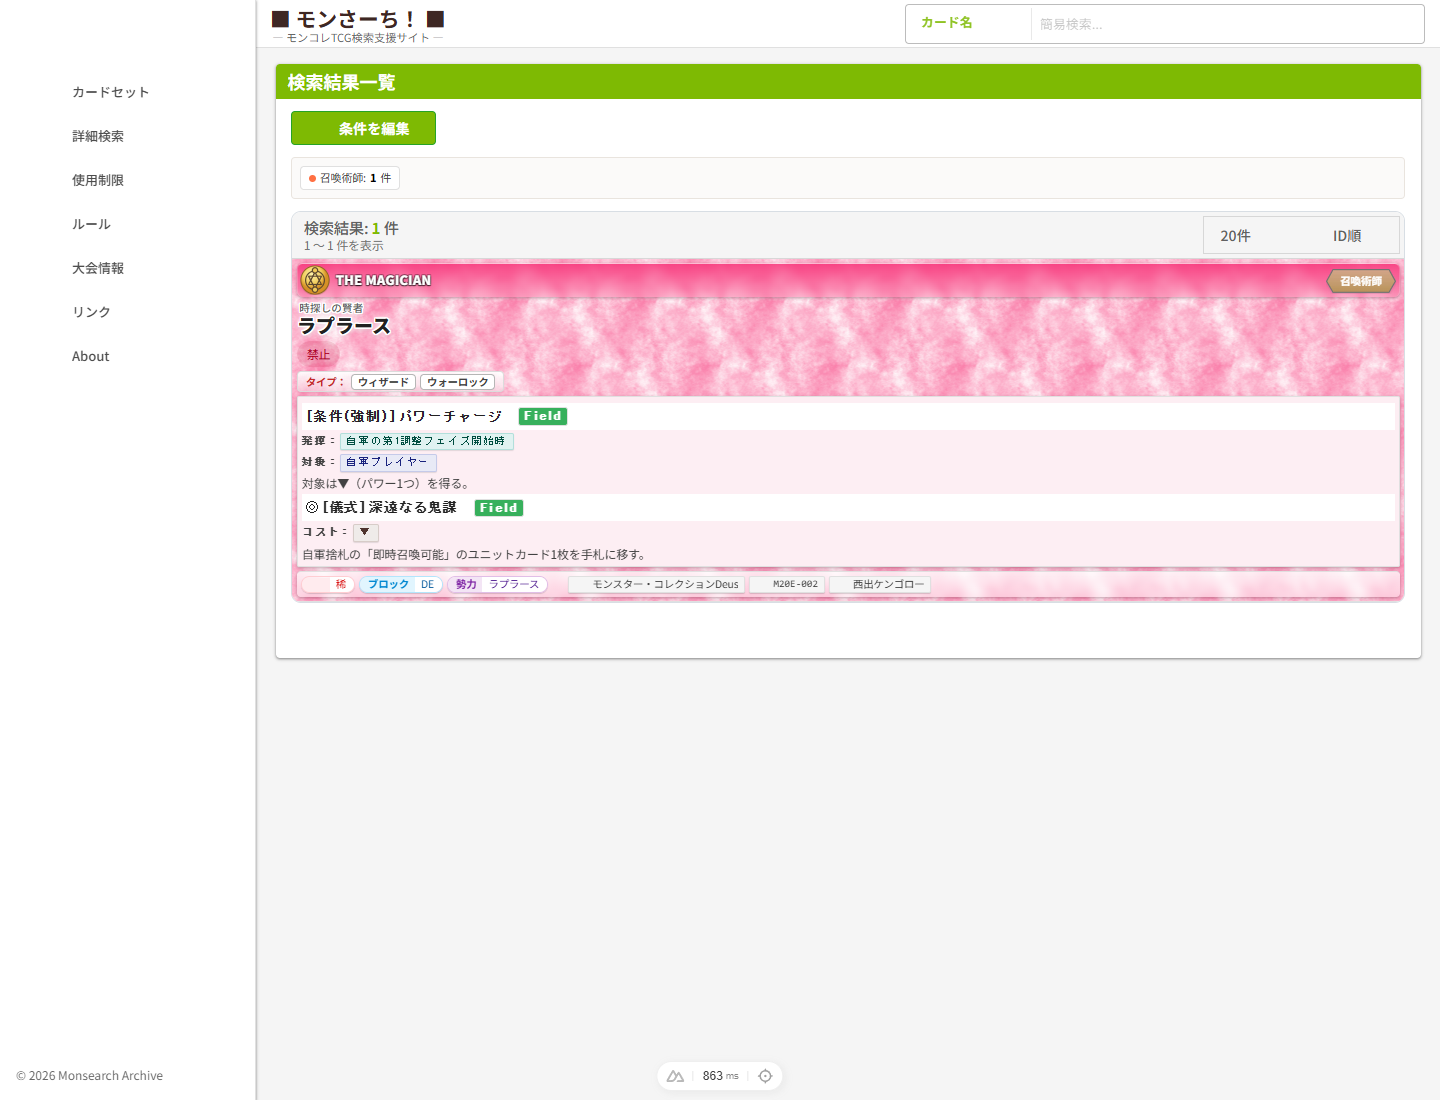 ■ モンさーち！ ■
― モンコレTCG検索支援サイト ―
カード名
簡易検索...
カードセット
詳細検索
使用制限
ルール
大会情報
リンク
About
© 2026 Monsearch Archive
検索結果一覧
条件を編集
召喚術師: 1 件
検索結果: 1 件
1 ～ 1 件を表示
20件
ID順
THE MAGICIAN
召喚術師
時探しの賢者
ラプラース
禁止
タイプ： ウィザード ウォーロック
[条件(強制)] パワーチャージ Field
発揮： 自軍の第1調整フェイズ開始時
対象： 自軍プレイヤー
対象は▼（パワー1つ）を得る。
◎ [儀式] 深遠なる鬼謀 Field
コスト： ▼
自軍捨札の「即時召喚可能」のユニットカード1枚を手札に移す。
稀 ブロック DE 勢力 ラプラース モンスター・コレクションDeus M20E-002 西出ケンゴロー
863 ms